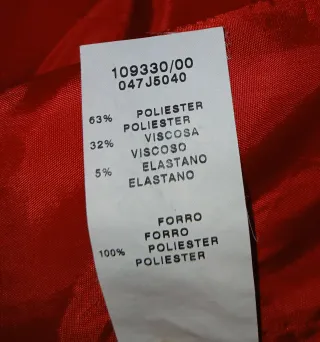 109330/00
047J5040
63% POLIESTER
POLIESTER
32% VISCOSA
VISCOSO
5% ELASTANO
ELASTANO
FORRO
FORRO
100% POLIESTER
POLIESTER